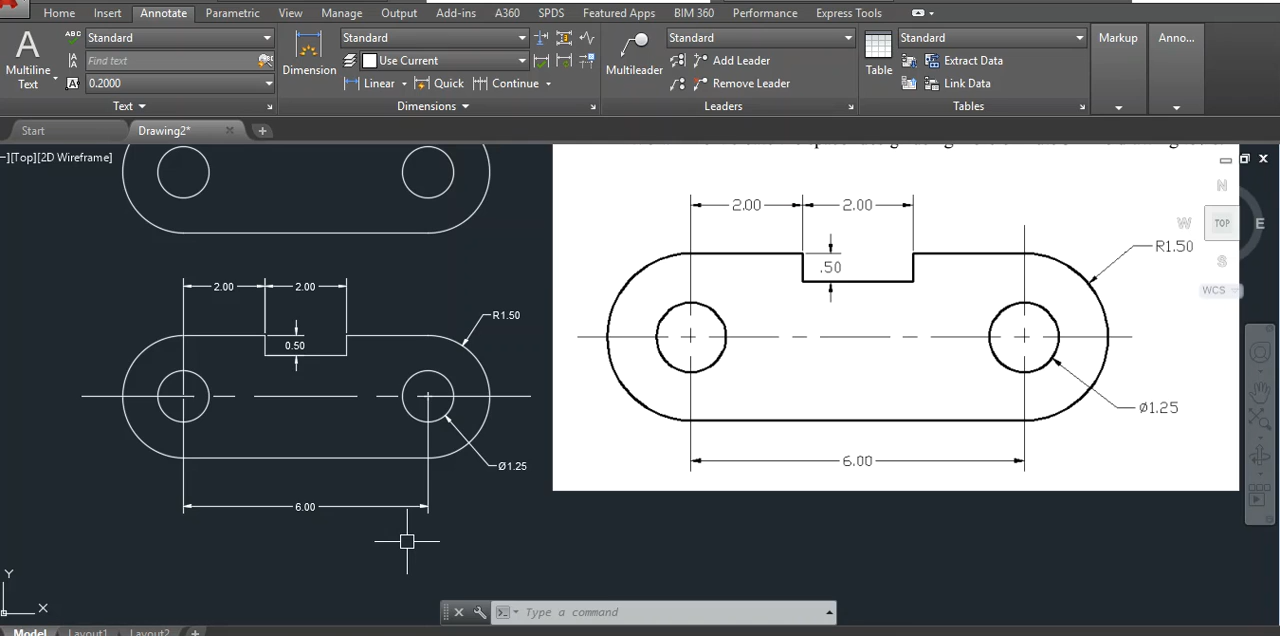 Home Insert Annotate Parametric View Manage Output Add-ins A360 SPDS Featured Apps BIM 360 Performance Express Tools
ABC Standard Standard Standard Standard Markup Anno...
Find text Use Current Add Leader Extract Data
Multiline Text Dimension Multileader Table
A 0.2000 Linear Quick Continue Remove Leader Link Data
Text Dimensions Leaders Tables
Start Drawing2*
–][Top][2D Wireframe]
N
W TOP E
S
WCS
2.00 2.00
R1.50
.50
Ø1.25
6.00
2.00 2.00
R1.50
0.50
Ø1.25
6.00
Y
X
Type a command
Model Layout1 Layout2 +